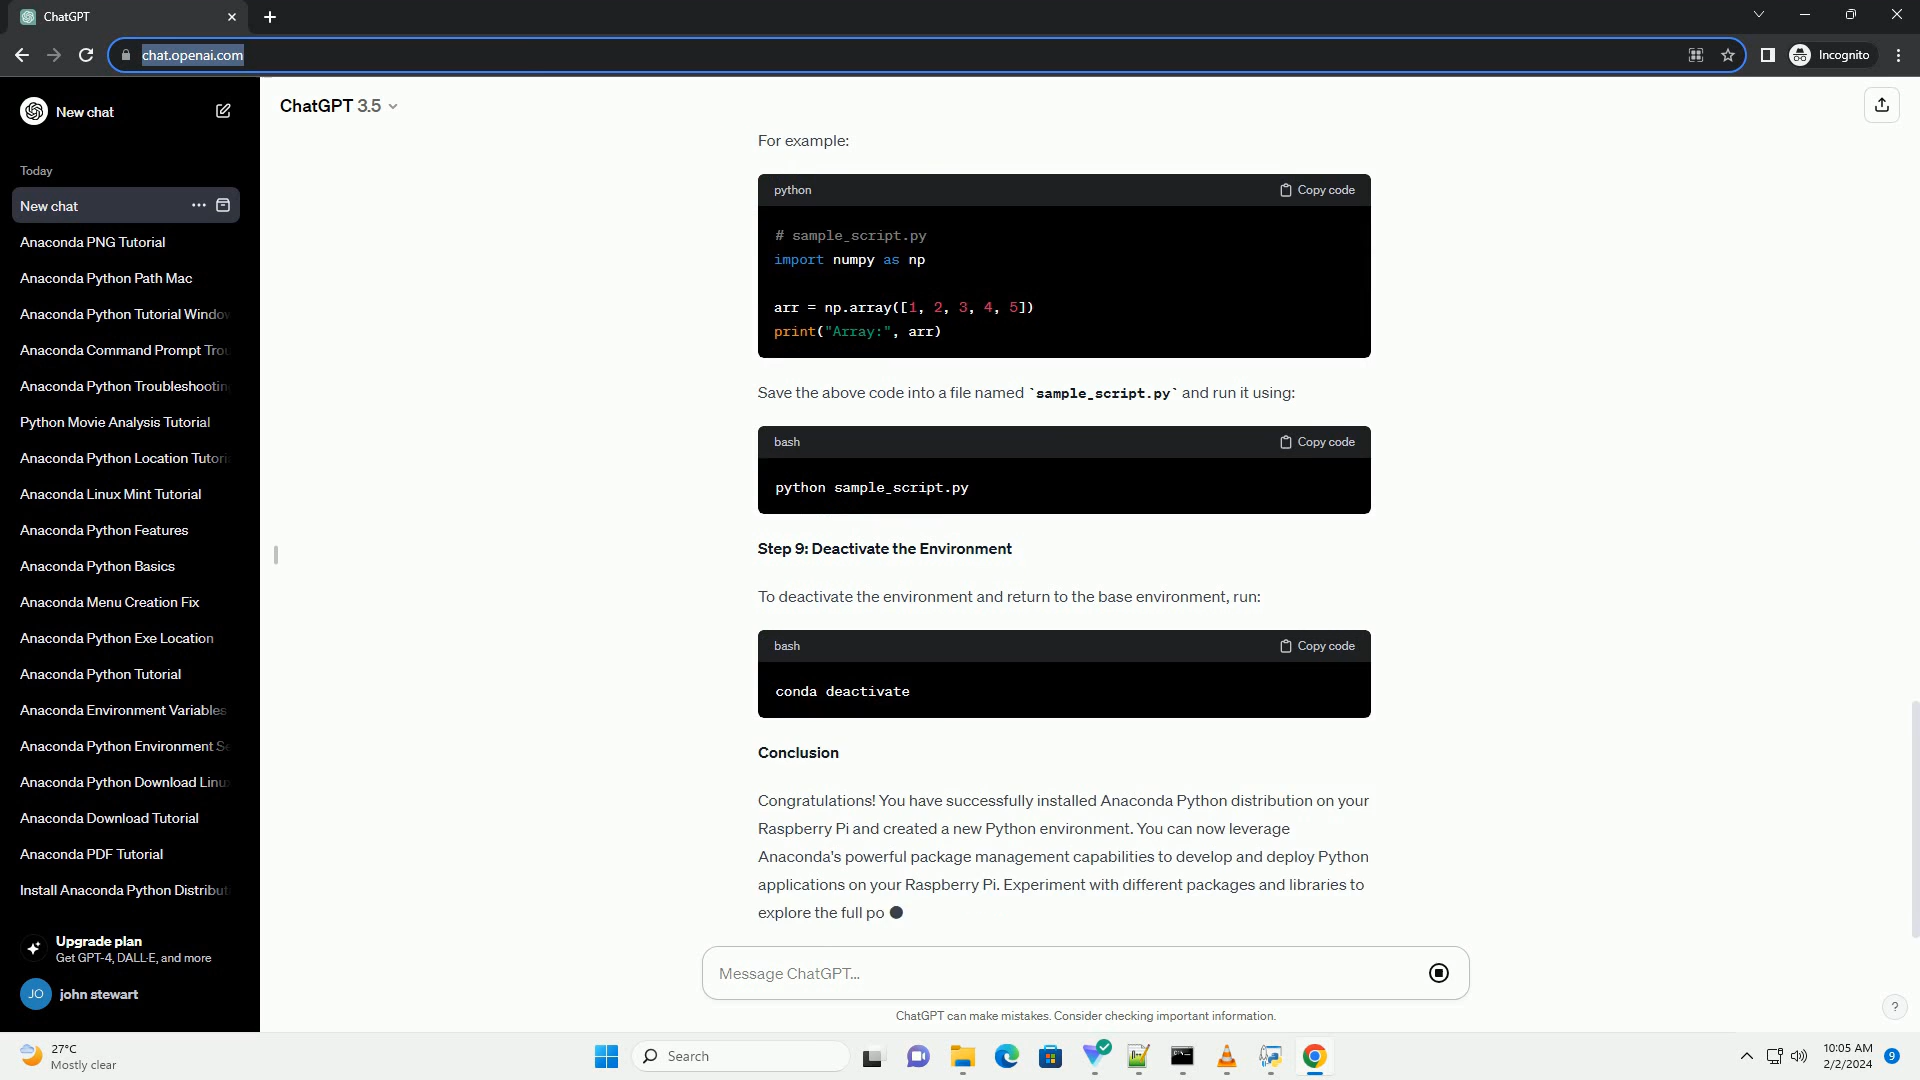 ChatGPT
chat.openai.com
Incognito
New chat
Today
New chat
Anaconda PNG Tutorial
Anaconda Python Path Mac
Anaconda Python Tutorial Window
Anaconda Command Prompt Trou
Anaconda Python Troubleshooting
Python Movie Analysis Tutorial
Anaconda Python Location Tutori
Anaconda Linux Mint Tutorial
Anaconda Python Features
Anaconda Python Basics
Anaconda Menu Creation Fix
Anaconda Python Exe Location
Anaconda Python Tutorial
Anaconda Environment Variables
Anaconda Python Environment Se
Anaconda Python Download Linux
Anaconda Download Tutorial
Anaconda PDF Tutorial
Install Anaconda Python Distribut
Upgrade plan
Get GPT-4, DALL·E, and more
JO john stewart
ChatGPT 3.5
For example:
python Copy code
# sample_script.py
import numpy as np
arr = np.array([1, 2, 3, 4, 5])
print("Array:", arr)
Save the above code into a file named `sample_script.py` and run it using:
bash Copy code
python sample_script.py
Step 9: Deactivate the Environment
To deactivate the environment and return to the base environment, run:
bash Copy code
conda deactivate
Conclusion
Congratulations! You have successfully installed Anaconda Python distribution on your
Raspberry Pi and created a new Python environment. You can now leverage
Anaconda's powerful package management capabilities to develop and deploy Python
applications on your Raspberry Pi. Experiment with different packages and libraries to
explore the full po
Message ChatGPT...
ChatGPT can make mistakes. Consider checking important information.
?
27°C
Mostly clear
Search
10:05 AM
2/2/2024
9